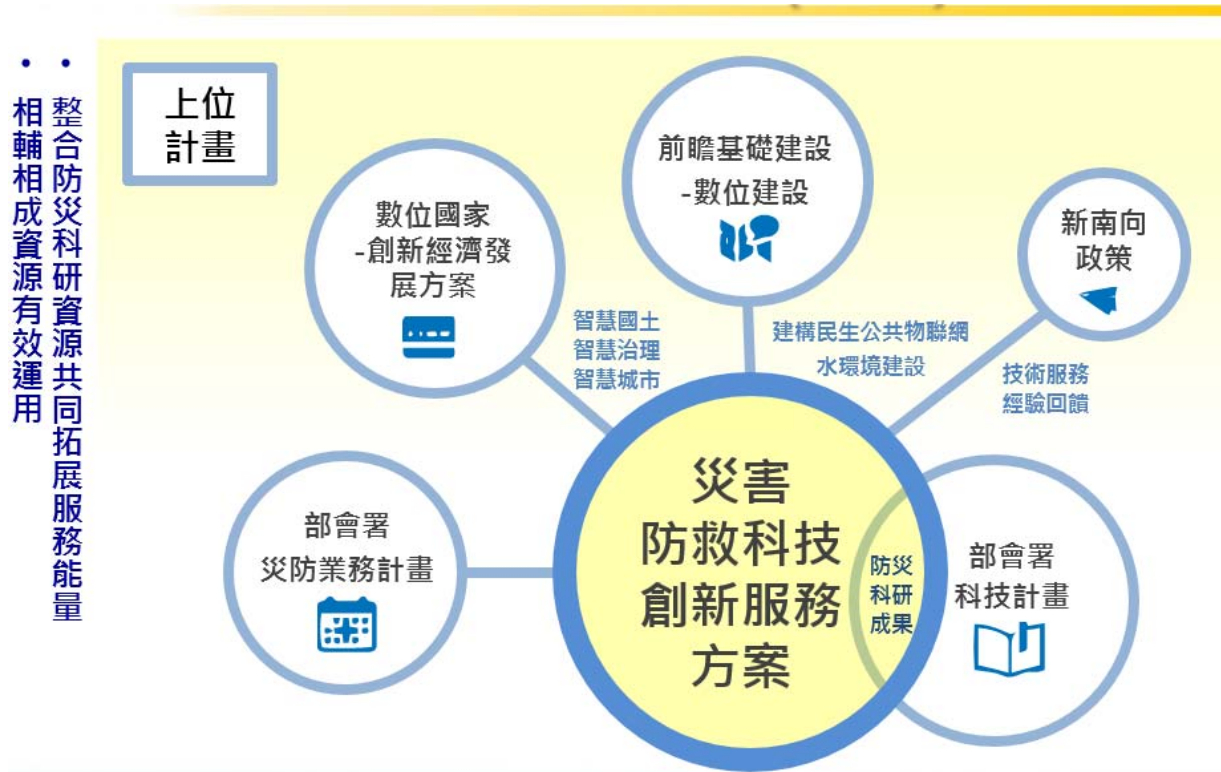 • 整合防災科研資源共同拓展服務能量
• 相輔相成資源有效運用
上位
計畫
數位國家
-創新經濟發
展方案
前瞻基礎建設
-數位建設
新南向
政策
智慧國土
智慧治理
智慧城市
建構民生公共物聯網
水環境建設
技術服務
經驗回饋
部會署
災防業務計畫
災害
防救科技
創新服務
方案
防災
科研
成果
部會署
科技計畫